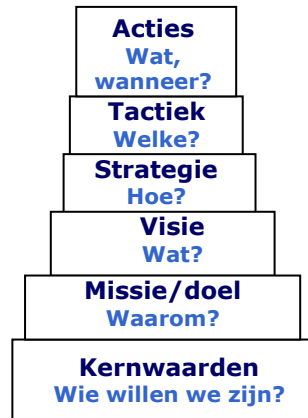 Acties
Wat,
wanneer?
Tactiek
Welke?
Strategie
Hoe?
Visie
Wat?
Missie/doel
Waarom?
Kernwaarden
Wie willen we zijn?